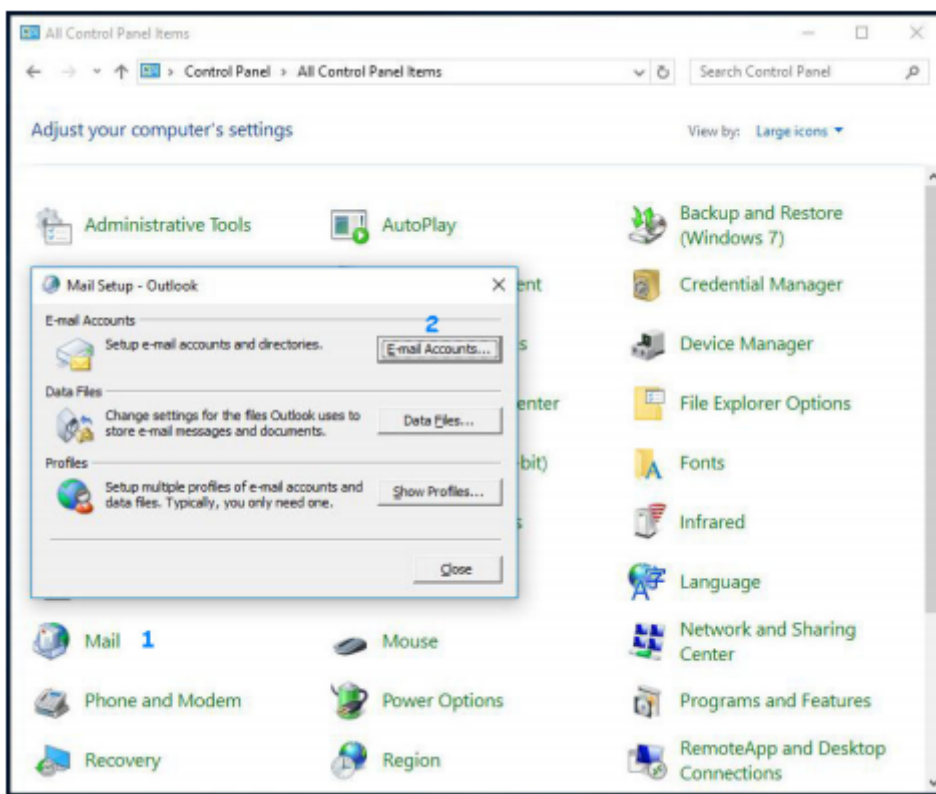 All Control Panel Items
Control Panel > All Control Panel Items
Search Control Panel
Adjust your computer's settings
View by: Large icons
Administrative Tools
AutoPlay
Backup and Restore
(Windows 7)
Mail Setup - Outlook
ent
Credential Manager
E-mail Accounts
2
Setup e-mail accounts and directories.
E-mail Accounts...
s
Device Manager
Data Files
Change settings for the files Outlook uses to
store e-mail messages and documents.
Data Files...
enter
File Explorer Options
Profiles
Setup multiple profiles of e-mail accounts and
data files. Typically, you only need one.
Show Profiles...
-bit)
Fonts
s
Infrared
Close
Language
Mail 1
Mouse
Network and Sharing
Center
Phone and Modem
Power Options
Programs and Features
Recovery
Region
RemoteApp and Desktop
Connections